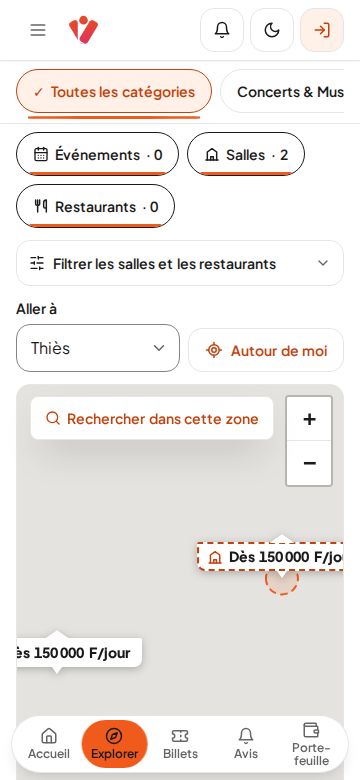 ✓ Toutes les catégories
Concerts & Mus
Événements · 0
Salles · 2
Restaurants · 0
Filtrer les salles et les restaurants
Aller à
Thiès
Autour de moi
Rechercher dans cette zone
+
−
Dès 150 000 F/jou
ès 150 000 F/jour
Accueil
Explorer
Billets
Avis
Porte-
feuille